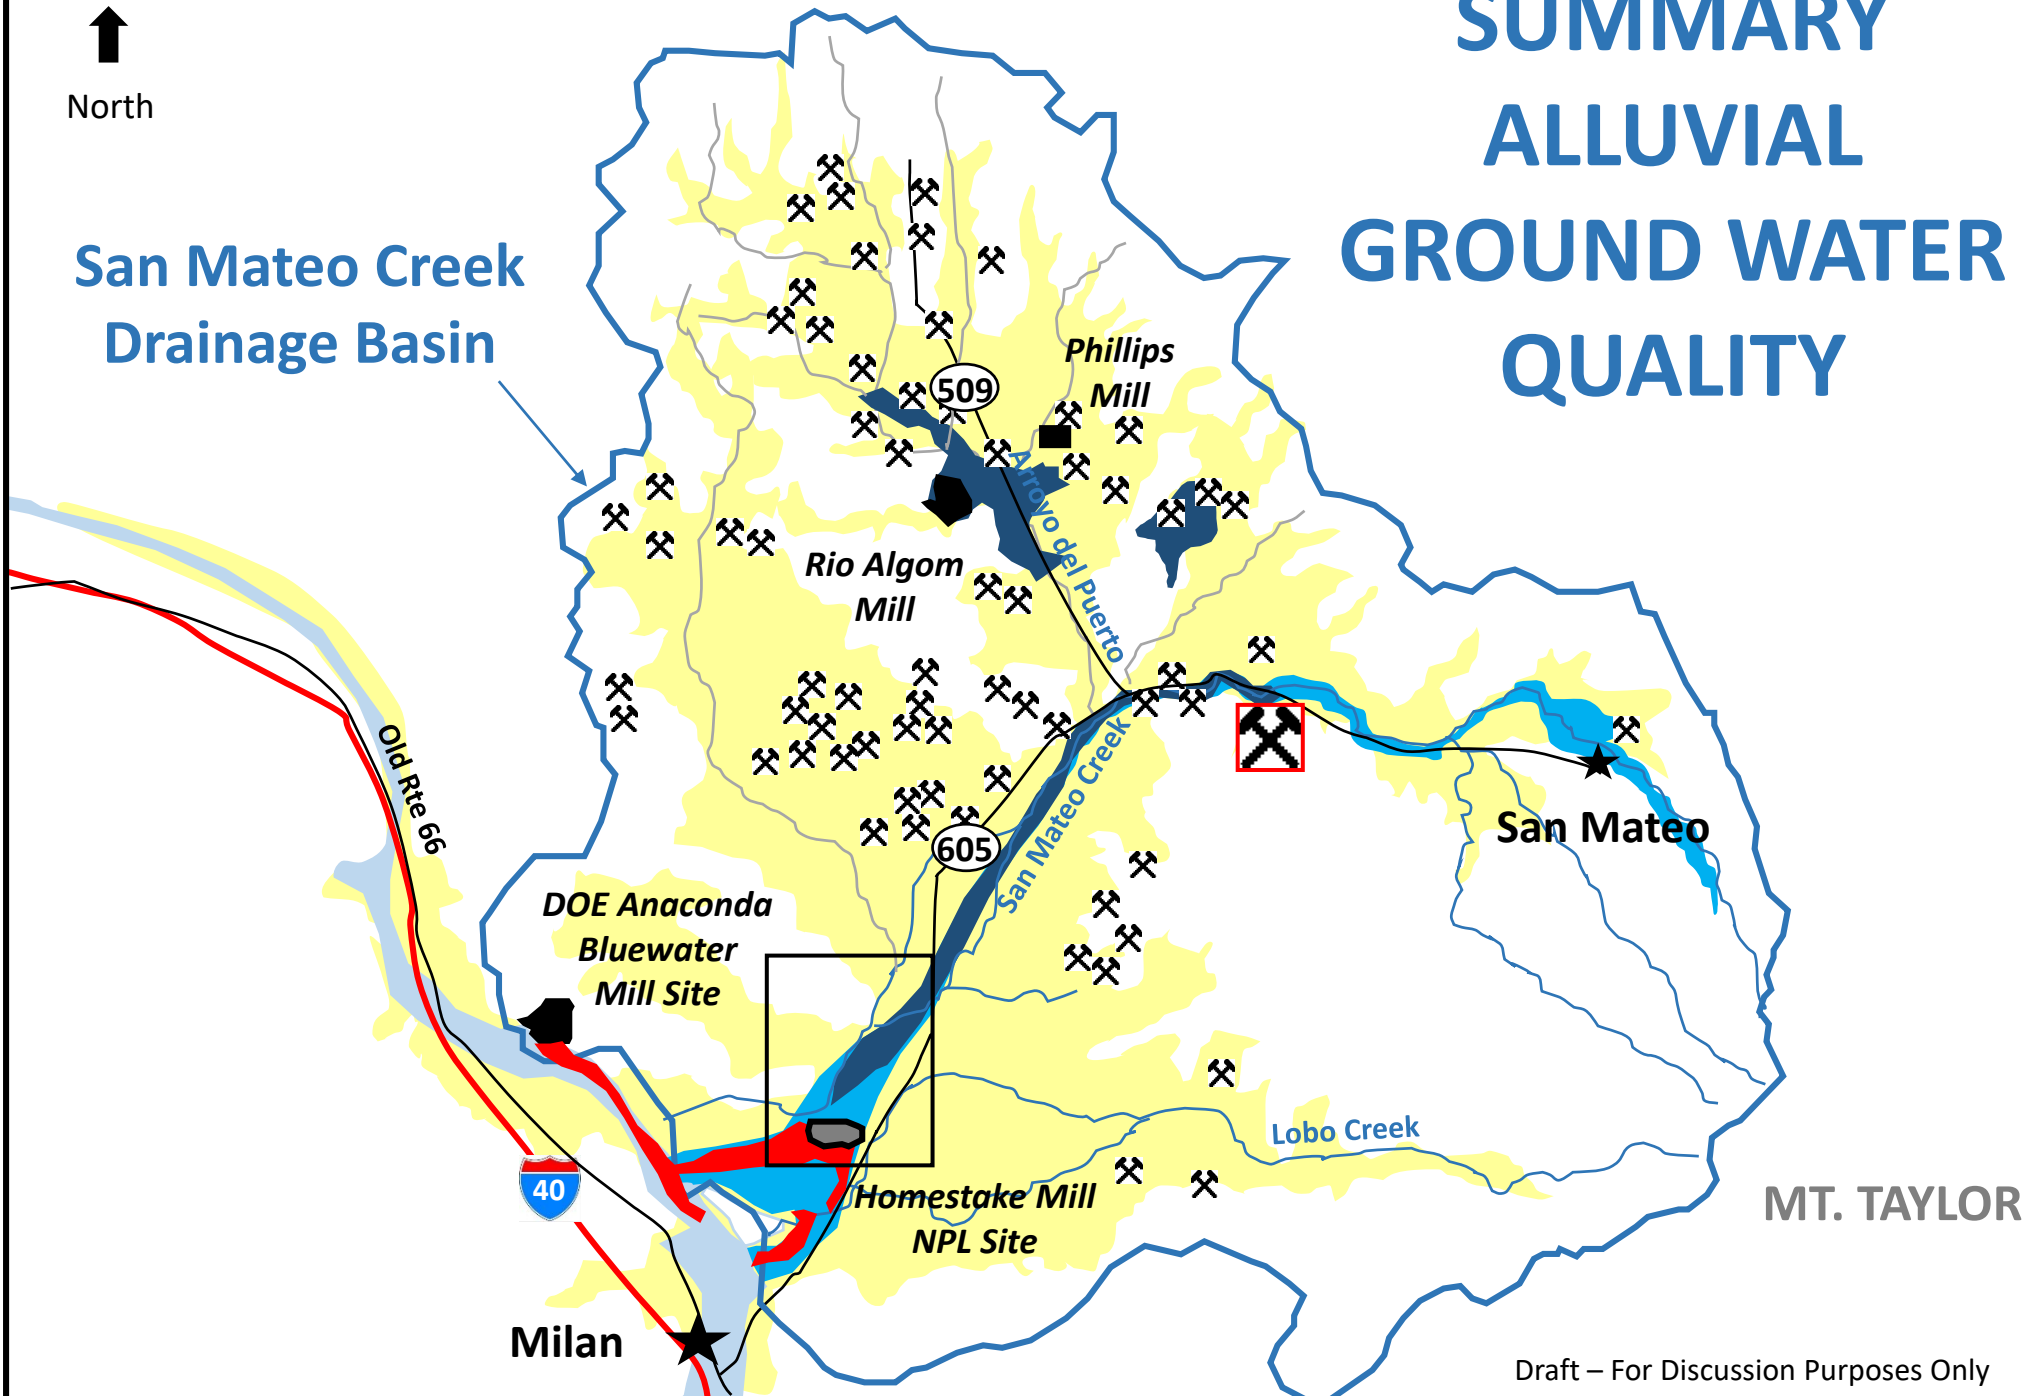 SUMMARY
ALLUVIAL
GROUND WATER
QUALITY
North
San Mateo Creek
Drainage Basin
Phillips
Mill
509
Arroyo del Puerto
Rio Algom
Mill
Old Rte 66
San Mateo Creek
605
San Mateo
DOE Anaconda
Bluewater
Mill Site
Lobo Creek
40
Homestake Mill
NPL Site
MT. TAYLOR
Milan
Draft – For Discussion Purposes Only